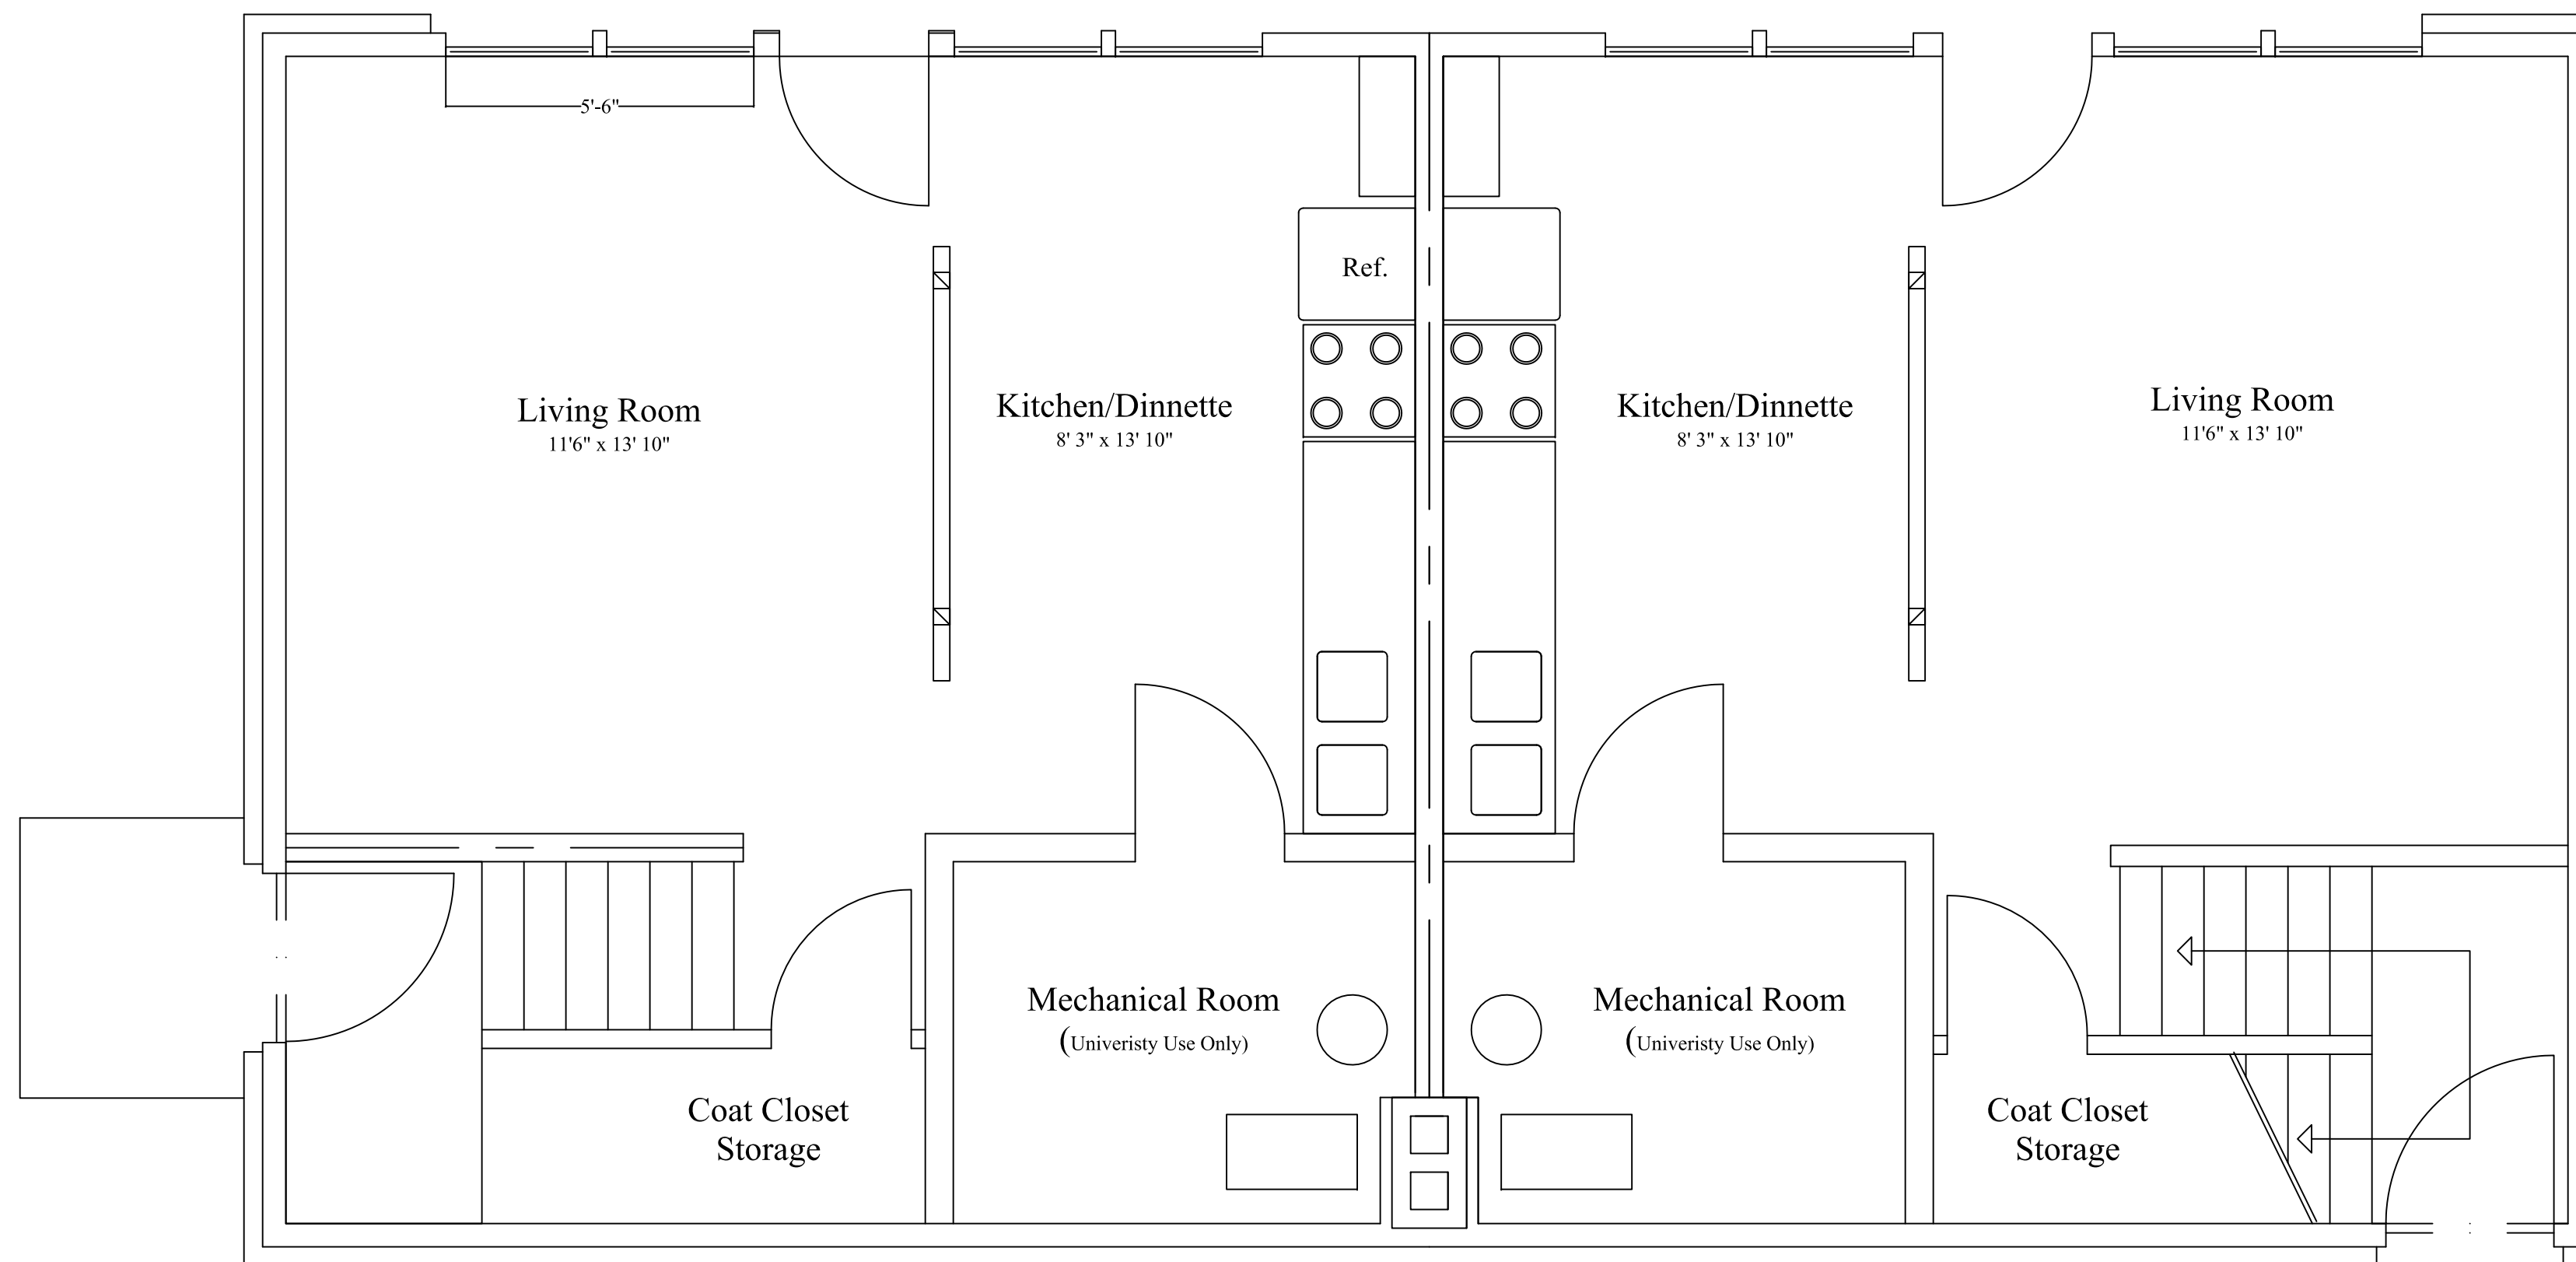 5'-6"
Ref.
Living Room
11'6" x 13' 10"
Kitchen/Dinnette
8' 3" x 13' 10"
Kitchen/Dinnette
8' 3" x 13' 10"
Living Room
11'6" x 13' 10"
Mechanical Room
(Univeristy Use Only)
Mechanical Room
(Univeristy Use Only)
Coat Closet
Storage
Coat Closet
Storage